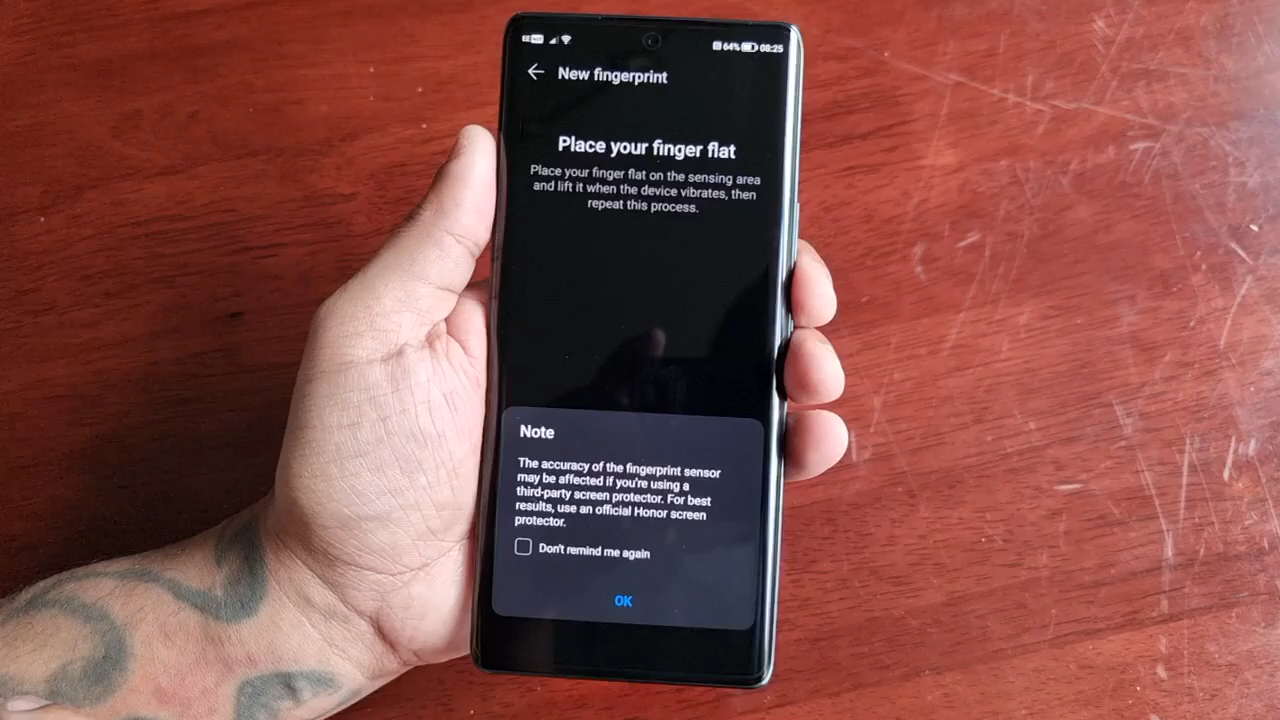 EE
64% 08:25
New fingerprint
Place your finger flat
Place your finger flat on the sensing area
and lift it when the device vibrates, then
repeat this process.
Note
The accuracy of the fingerprint sensor
may be affected if you're using a
third-party screen protector. For best
results, use an official Honor screen
protector.
Don't remind me again
OK